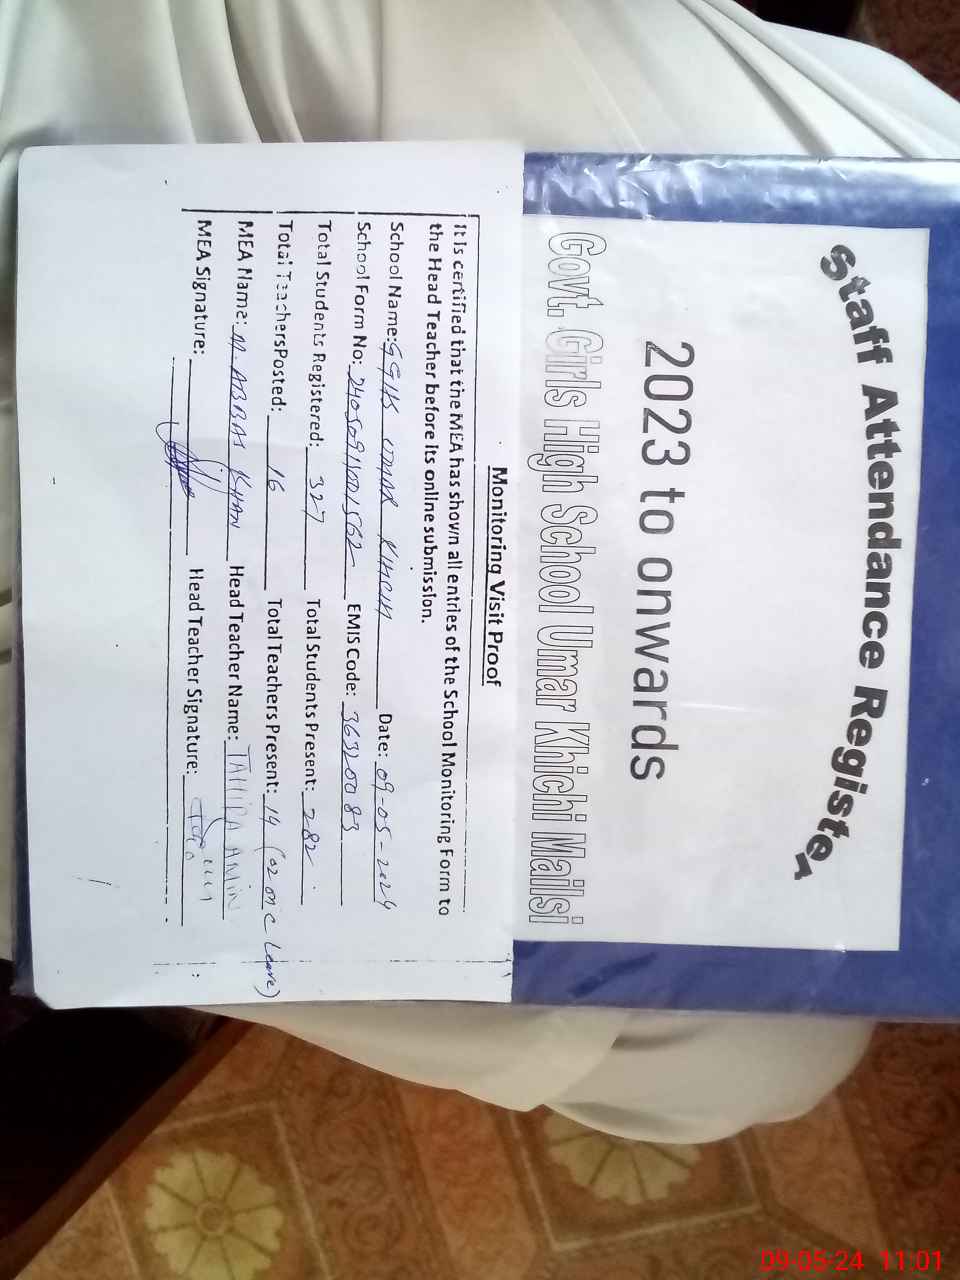 Staff Attendance Register
2023 to onwards
Govt. Girls High School Umar Khichi Mailsi
Monitoring Visit Proof
It is certified that the MEA has shown all entries of the School Monitoring Form to
the Head Teacher before its online submission.
School Name: GGHS UMAR KHICHI Date: 09-05-2024
School Form No: 2405091001562 EMIS Code: 36320083
Total Students Registered: 327 Total Students Present: 282
Total Teachers Posted: 16 Total Teachers Present: 14 (02 on C Leave)
MEA Name: M. ABBAS KHAN Head Teacher Name: TAHIRA AMIN
MEA Signature: Head Teacher Signature:
09-05-24 11:01